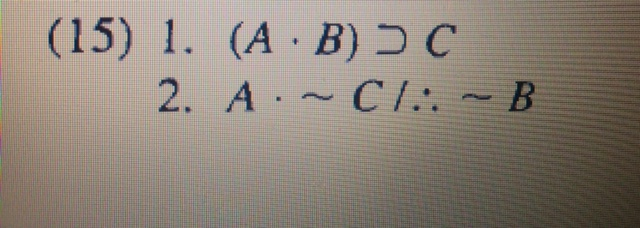 (15) 1. (A · B) ⊃ C
2. A · ~ C /∴ ~ B